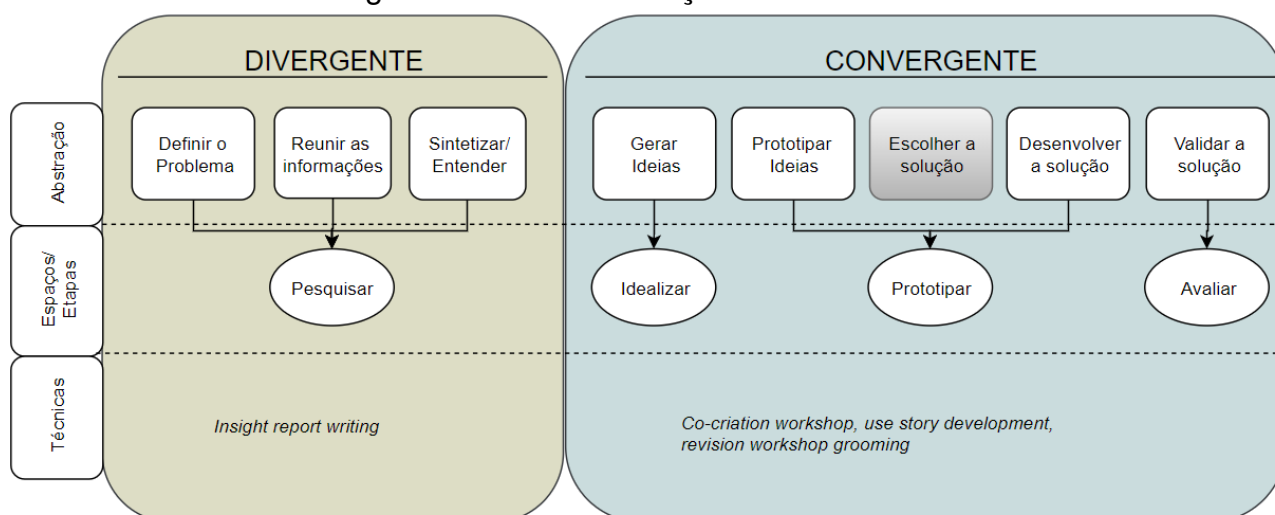 DIVERGENTE
CONVERGENTE
Abstração
Definir o
Problema
Reunir as
informações
Sintetizar/
Entender
Gerar
Ideias
Prototipar
Ideias
Escolher a
solução
Desenvolver
a solução
Validar a
solução
Espaços/
Etapas
Pesquisar
Idealizar
Prototipar
Avaliar
Técnicas
Insight report writing
Co-criation workshop, use story development,
revision workshop grooming